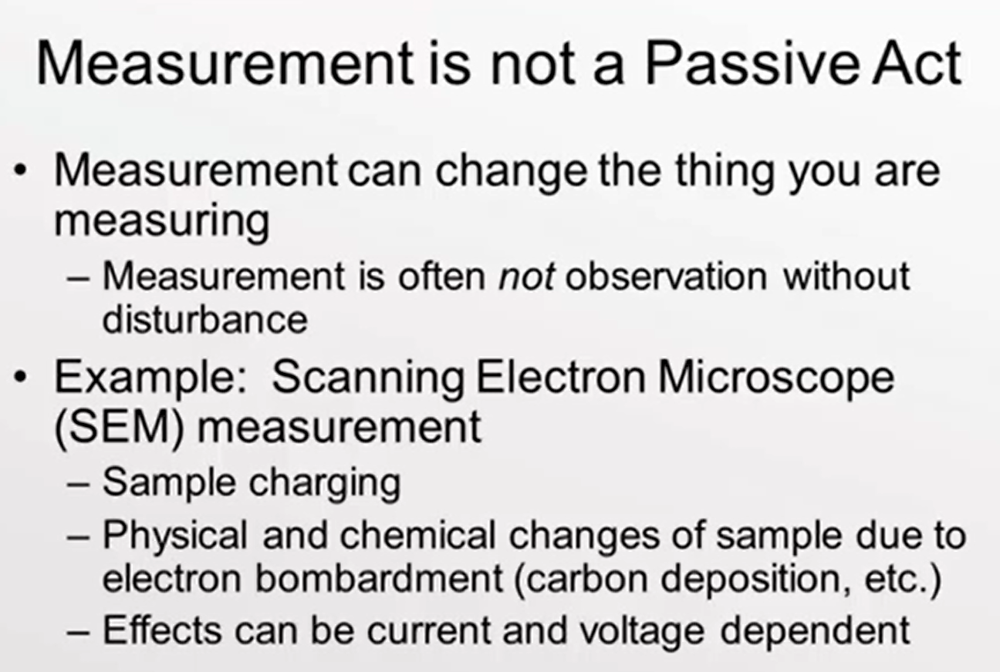 Measurement is not a Passive Act
• Measurement can change the thing you are
measuring
– Measurement is often not observation without
disturbance
• Example: Scanning Electron Microscope
(SEM) measurement
– Sample charging
– Physical and chemical changes of sample due to
electron bombardment (carbon deposition, etc.)
– Effects can be current and voltage dependent